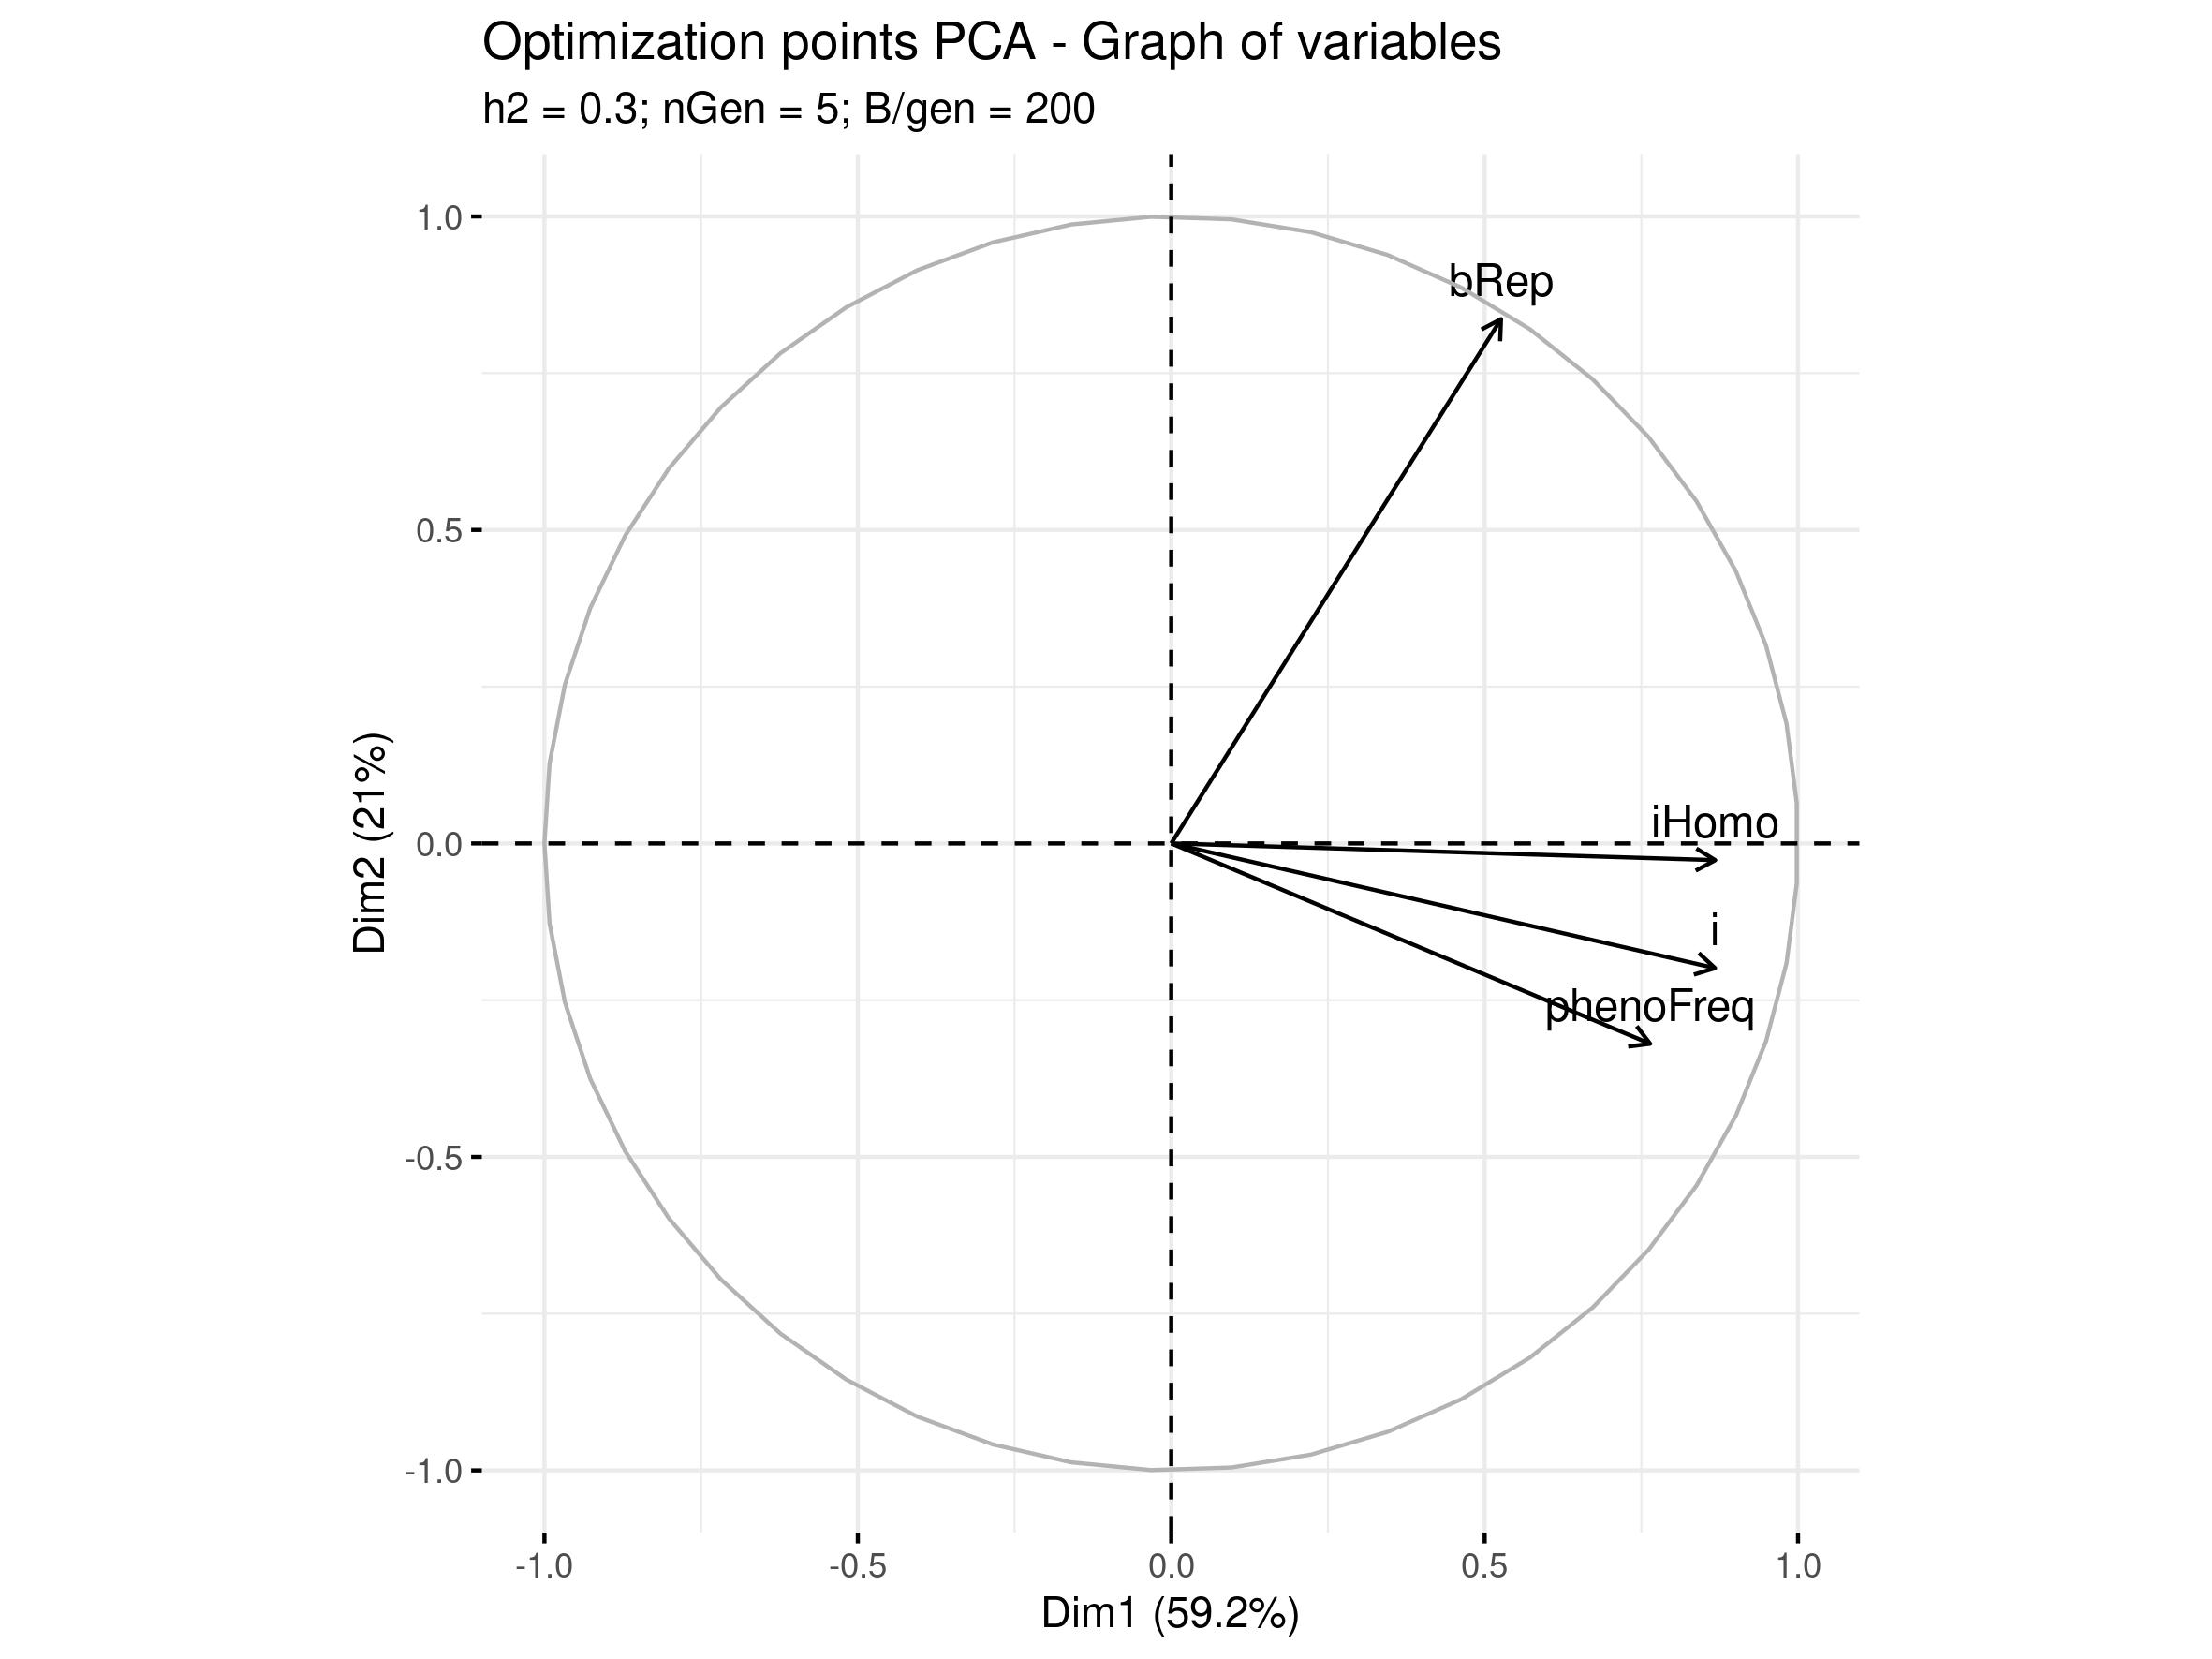 Optimization points PCA - Graph of variables
h2 = 0.3; nGen = 5; B/gen = 200
1.0
0.5
0.0
-0.5
-1.0
Dim2 (21%)
bRep
iHomo
i
phenoFreq
-1.0
-0.5
0.0
0.5
1.0
Dim1 (59.2%)